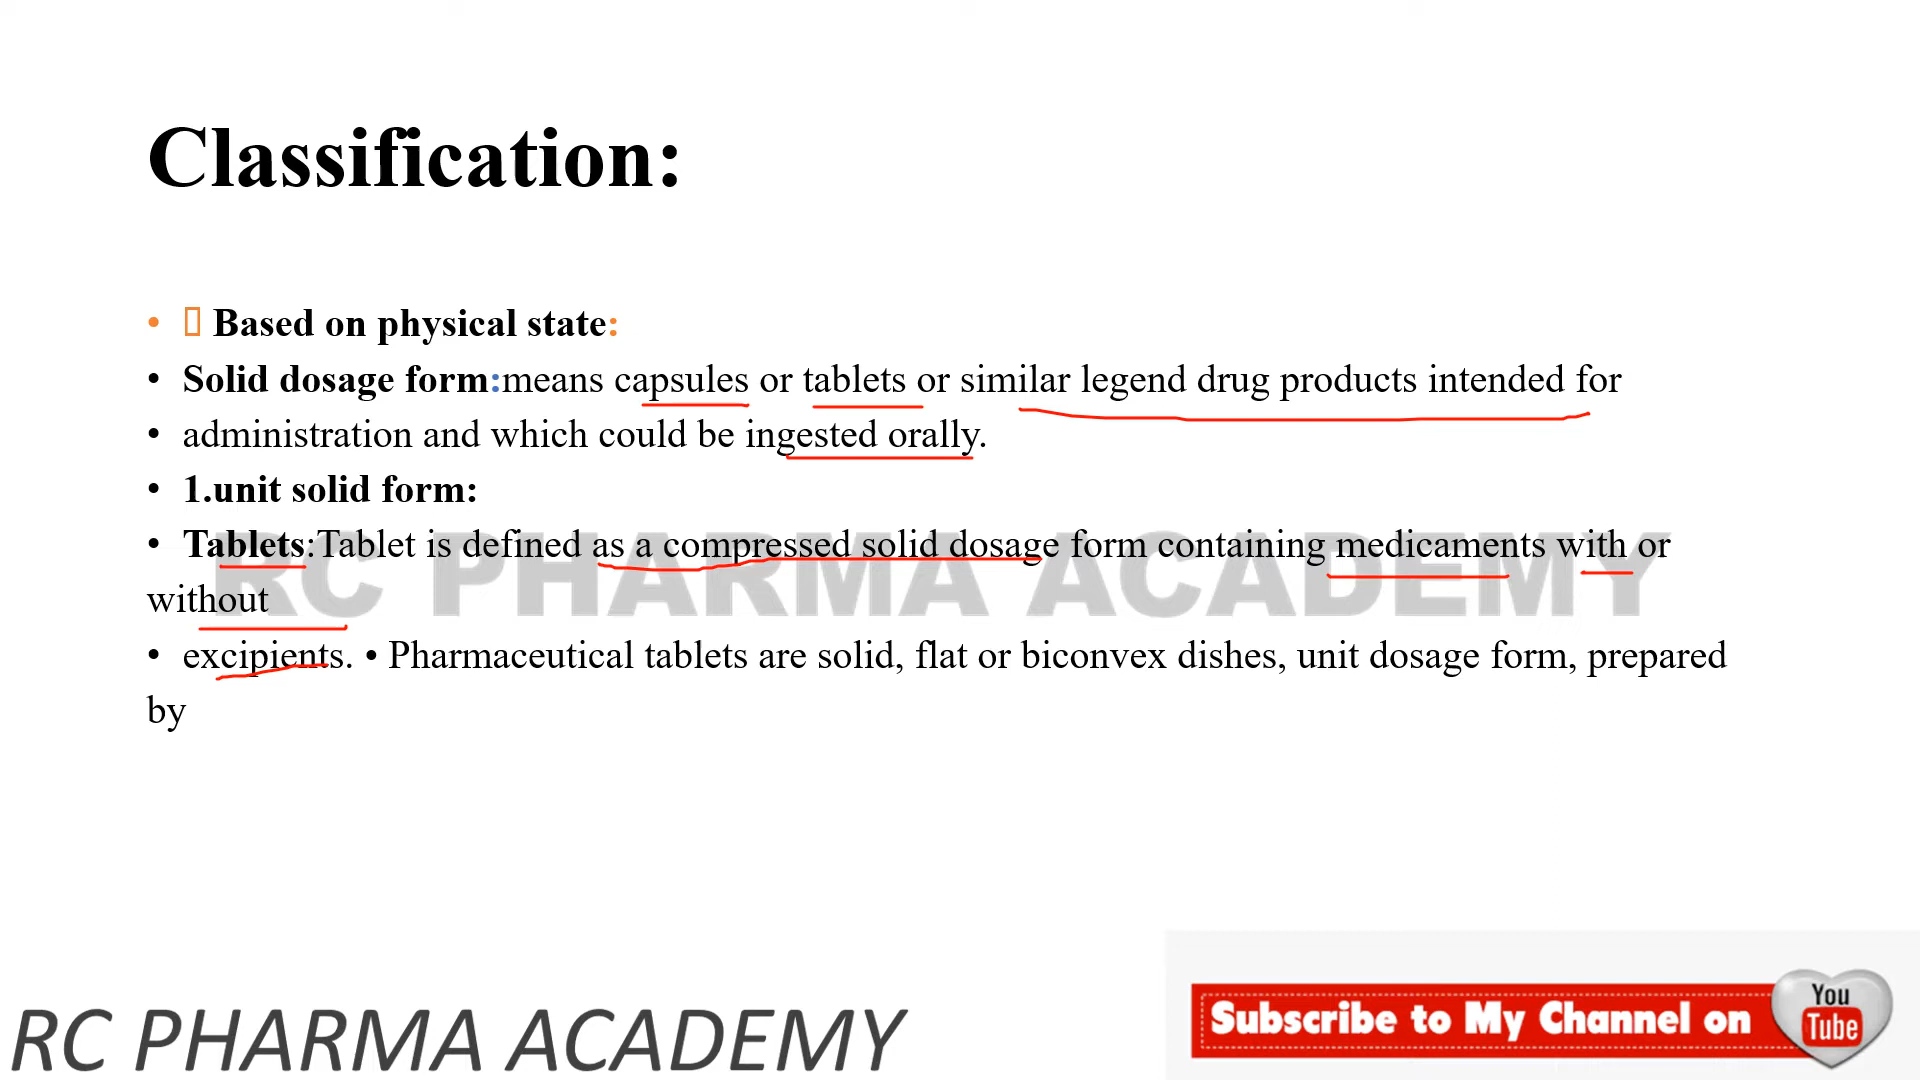 Classification:
• Based on physical state:
• Solid dosage form:means capsules or tablets or similar legend drug products intended for
• administration and which could be ingested orally.
• 1.unit solid form:
• Tablets:Tablet is defined as a compressed solid dosage form containing medicaments with or
without
• excipients. • Pharmaceutical tablets are solid, flat or biconvex dishes, unit dosage form, prepared
by
RC PHARMA ACADEMY
RC PHARMA ACADEMY
Subscribe to My Channel on
You
Tube